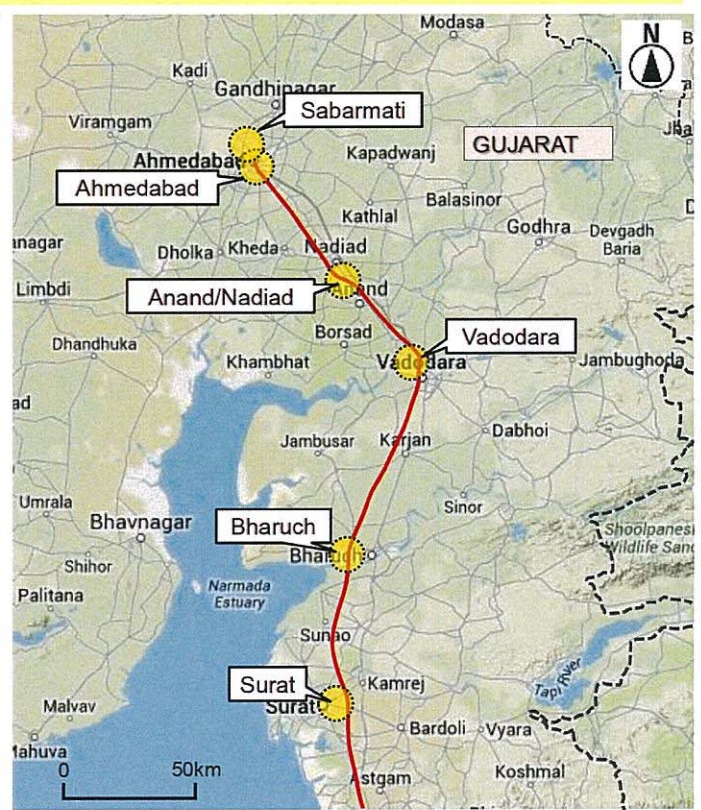 Modasa
N
Kadi
Gandhinagar
Sabarmati
Viramgam
GUJARAT
Ahmedabad
Kapadwanj
Ahmedabad
Balasinor
Kathlal
Godhra
Devgadh
Baria
Nadiad
Dholka
Kheda
Limbdi
Anand/Nadiad
Anand
Borsad
Vadodara
Dhandhuka
Khambhat
Vadodara
Jambughoda
Jambusar
Karjan
Dabhoi
Umrala
Sinor
Bhavnagar
Bharuch
Bharuch
Shihor
Narmada
Estuary
Palitana
Sunao
Surat
Kamrej
Surat
Tapi River
Malvav
Bardoli
Vyara
0
50km
Astgam
Koshmal